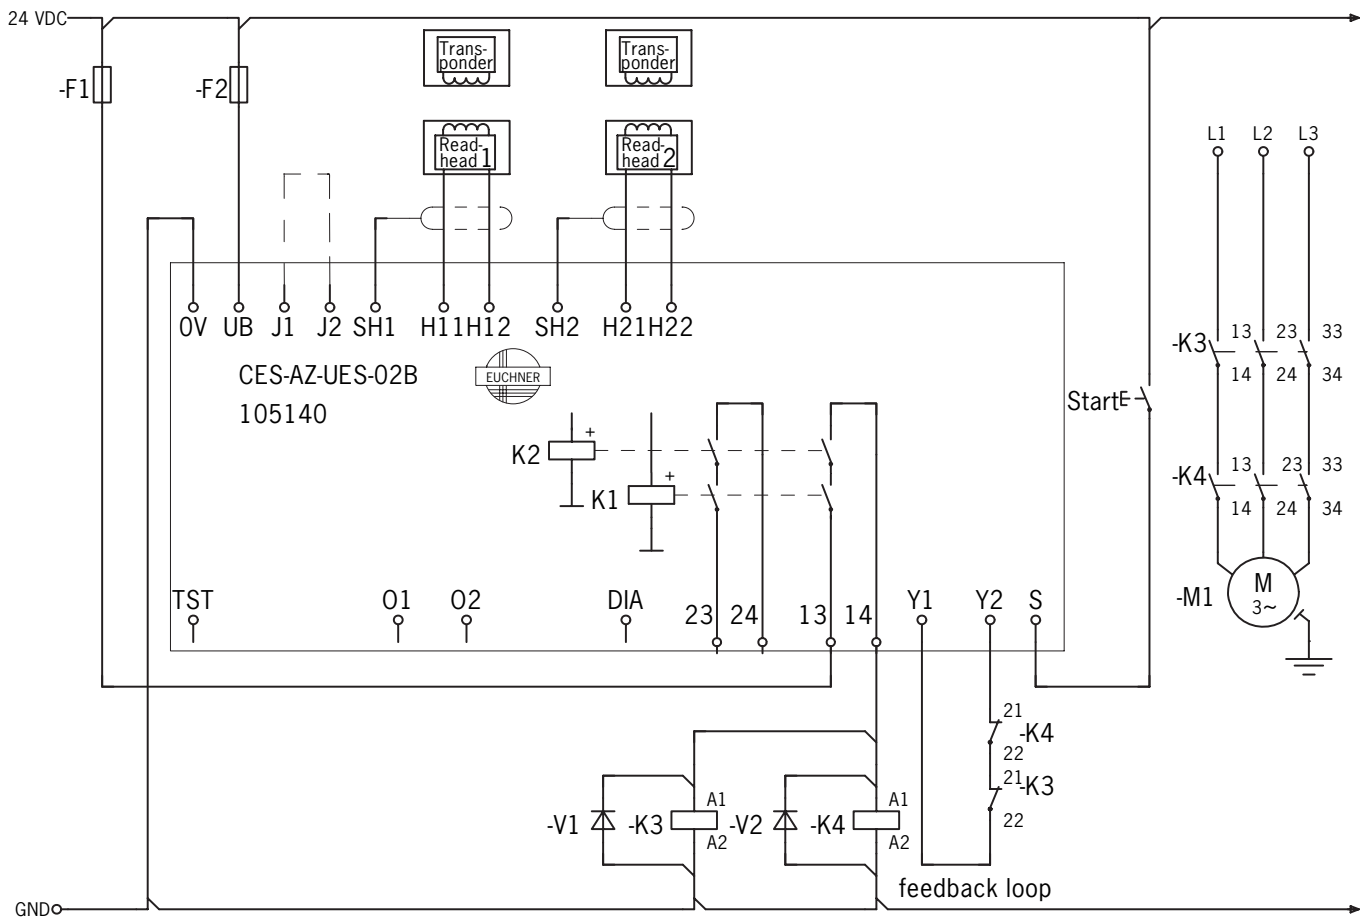 24 VDC
-F1
-F2
Trans-
ponder
Trans-
ponder
Read-
head 1
Read-
head 2
L1 L2 L3
0V UB J1 J2 SH1 H11 H12 SH2 H21 H22
CES-AZ-UES-02B
105140
EUCHNER
-K3
13 23 33
14 24 34
Start
K2
+
K1
+
-K4
13 23 33
14 24 34
TST O1 O2 DIA 23 24 13 14 Y1 Y2 S
-M1
M
3~
21
-K4
22
21
-K3
22
-V1
-K3
A1
A2
-V2
-K4
A1
A2
feedback loop
GND